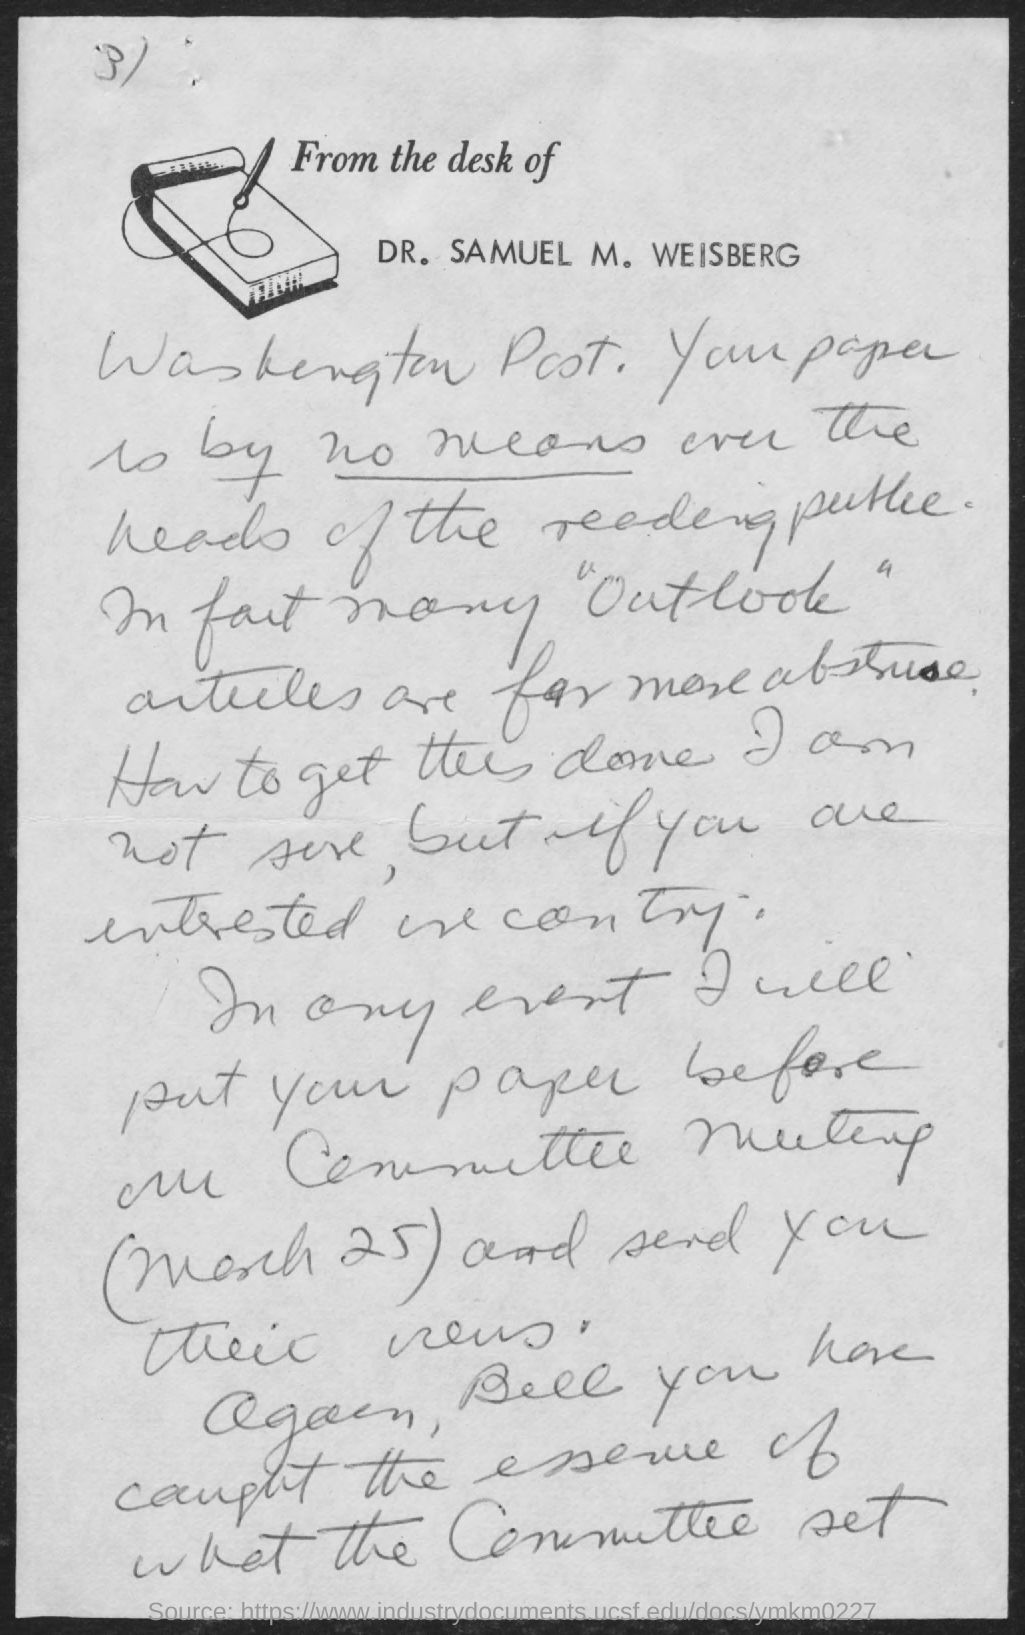 3/
From the desk of
DR. SAMUEL M. WEISBERG
Washington Post. Your paper
is by no means over the
heads of the reading public.
In fact many "Outlook"
articles are far more abstruse.
How to get this done I am
not sure, but if you are
interested we can try.
In any event I will
put your paper before
our Committee Meeting
(March 25) and send you
their views.
Again, Bill you have
caught the essence of
what the Committee set
Source: https://www.industrydocuments.ucsf.edu/docs/ymkm0227